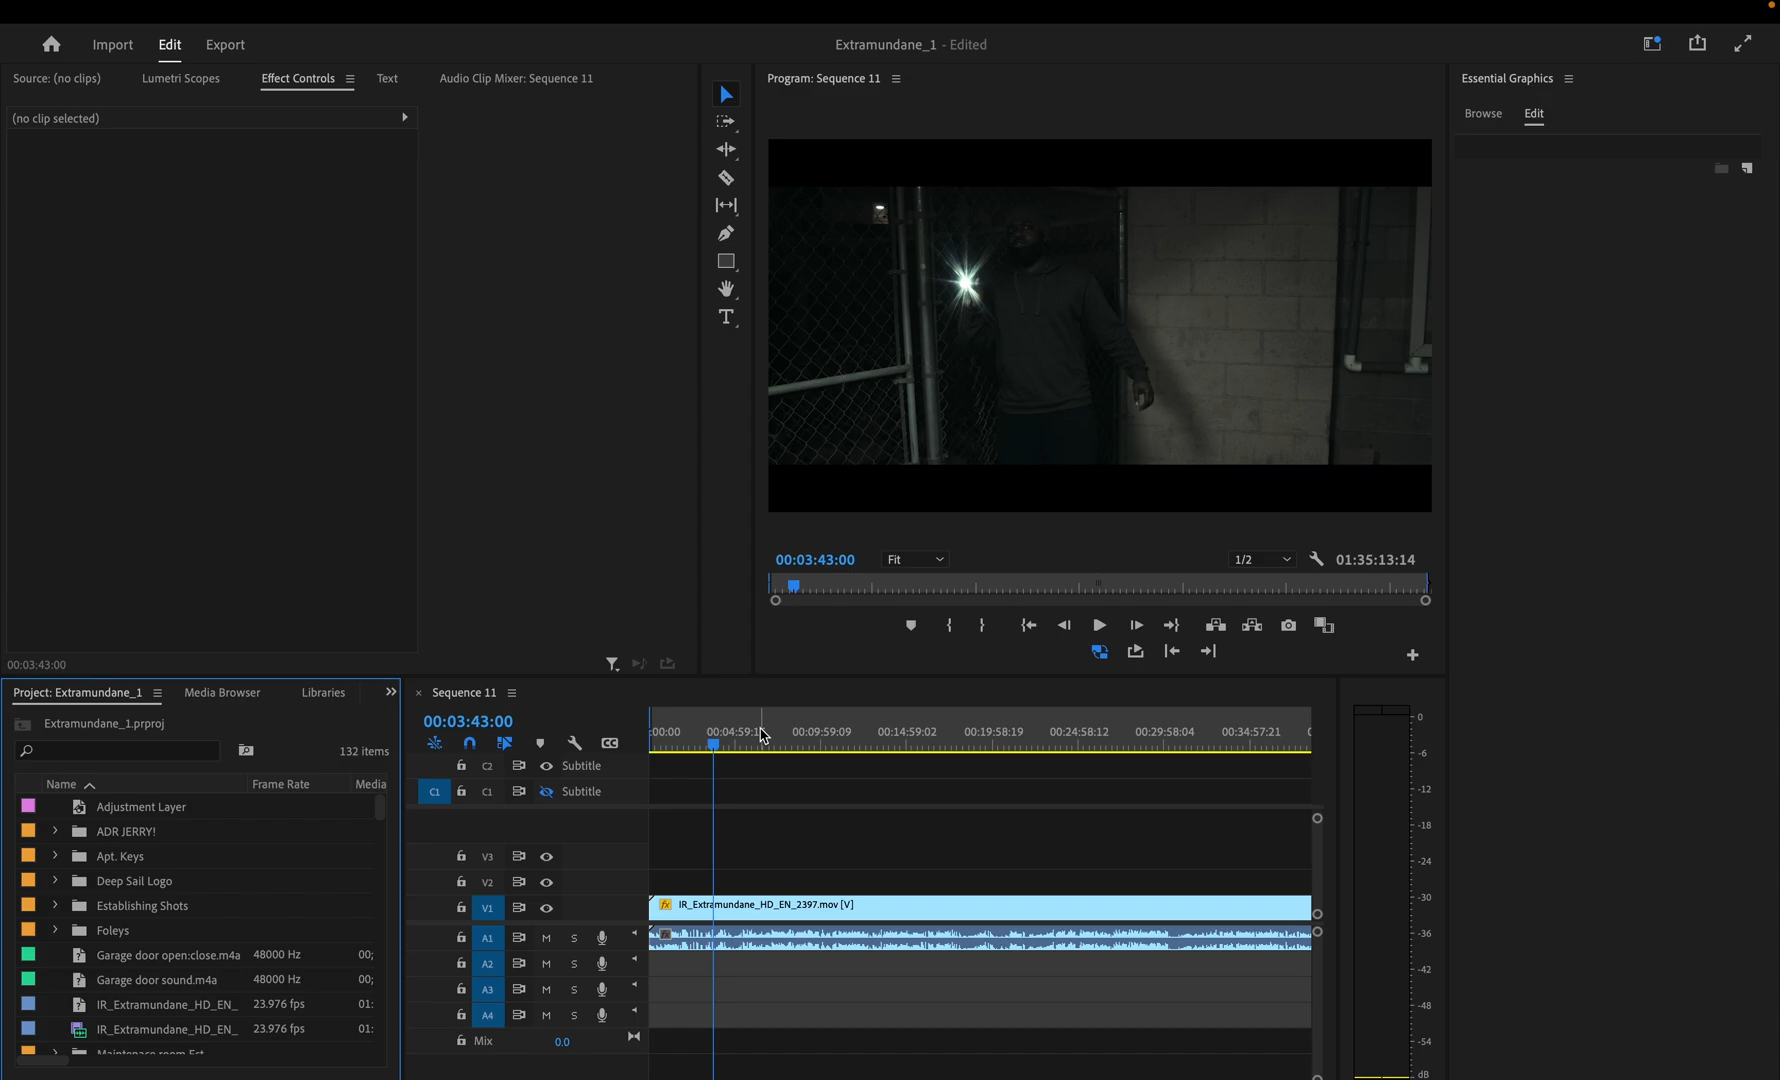 Import Edit Export Extramundane_1 - Edited
Source: (no clips) Lumetri Scopes Effect Controls Text Audio Clip Mixer: Sequence 11 Program: Sequence 11 Essential Graphics
(no clip selected) Browse Edit
00:03:43:00 Fit 1/2 01:35:13:14
00:03:43:00
Project: Extramundane_1 Media Browser Libraries
Extramundane_1.prproj
132 items
Name Frame Rate Media
Adjustment Layer
ADR JERRY!
Apt. Keys
Deep Sail Logo
Establishing Shots
Foleys
Garage door open:close.m4a 48000 Hz 00;
Garage door sound.m4a 48000 Hz 00;
IR_Extramundane_HD_EN_ 23.976 fps 01:
IR_Extramundane_HD_EN_ 23.976 fps 01:
Sequence 11
00:03:43:00
:00:00 00:04:59:1 00:09:59:09 00:14:59:02 00:19:58:19 00:24:58:12 00:29:58:04 00:34:57:21
C2 Subtitle
C1 C1 Subtitle
V3
V2
V1 fx IR_Extramundane_HD_EN_2397.mov [V]
A1 M S fx
A2 M S
A3 M S
A4 M S
Mix 0.0
0
-6
-12
-18
-24
-30
-36
-42
-48
-54
dB